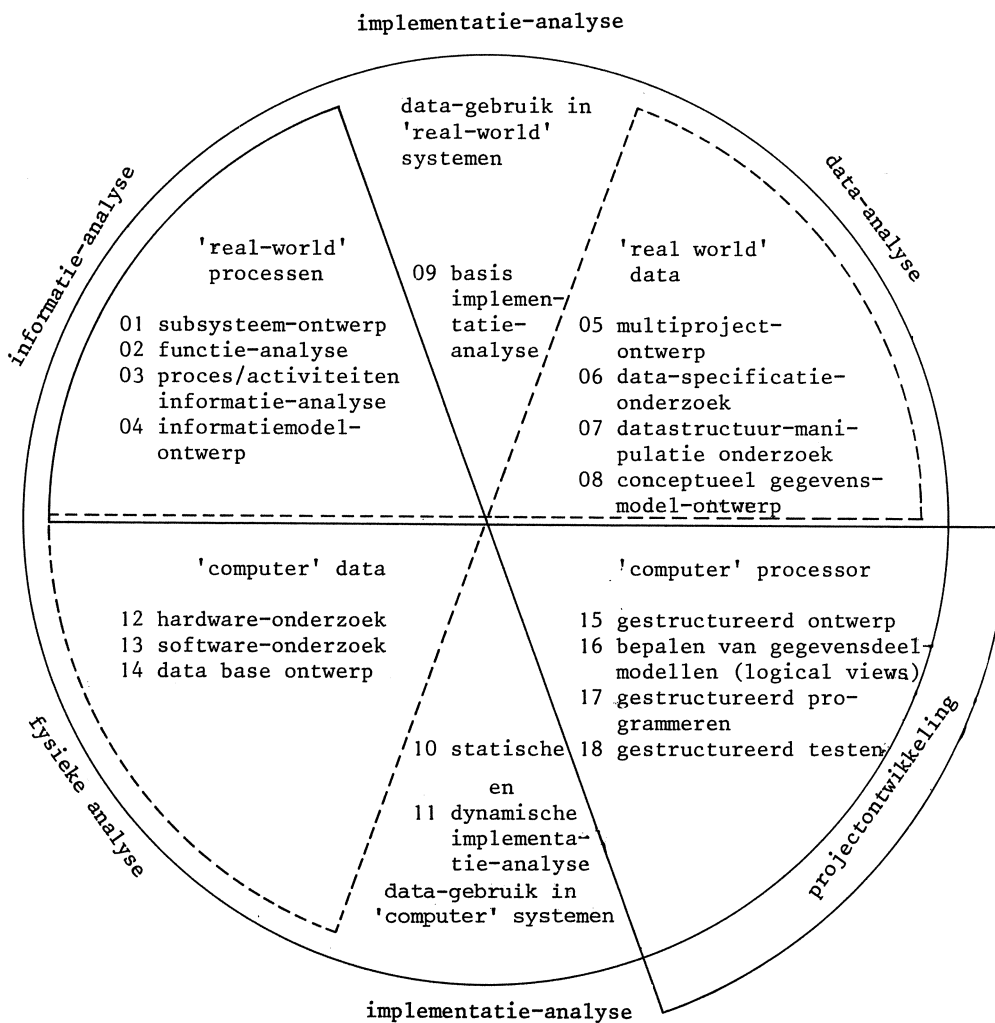 implementatie-analyse
data-gebruik in
'real-world'
systemen
informatie-analyse
data-analyse
'real-world'
processen
01 subsysteem-ontwerp
02 functie-analyse
03 proces/activiteiten
informatie-analyse
04 informatiemodel-
ontwerp
09 basis
implemen-
tatie-
analyse
'real world'
data
05 multiproject-
ontwerp
06 data-specificatie-
onderzoek
07 datastructuur-mani-
pulatie onderzoek
08 conceptueel gegevens-
model-ontwerp
'computer' data
12 hardware-onderzoek
13 software-onderzoek
14 data base ontwerp
'computer' processor
15 gestructureerd ontwerp
16 bepalen van gegevensdeel-
modellen (logical views)
17 gestructureerd pro-
grammeren
18 gestructureerd testen
10 statische
en
11 dynamische
implementa-
tie-analyse
data-gebruik in
'computer' systemen
fysieke analyse
projectontwikkeling
implementatie-analyse